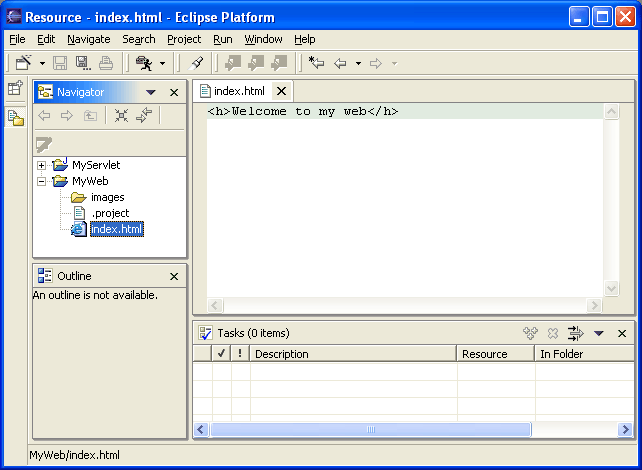 Resource - index.html - Eclipse Platform
File Edit Navigate Search Project Run Window Help
Navigator
MyServlet
MyWeb
images
.project
index.html
Outline
An outline is not available.
index.html
<h>Welcome to my web</h>
Tasks (0 items)
! Description Resource In Folder
MyWeb/index.html